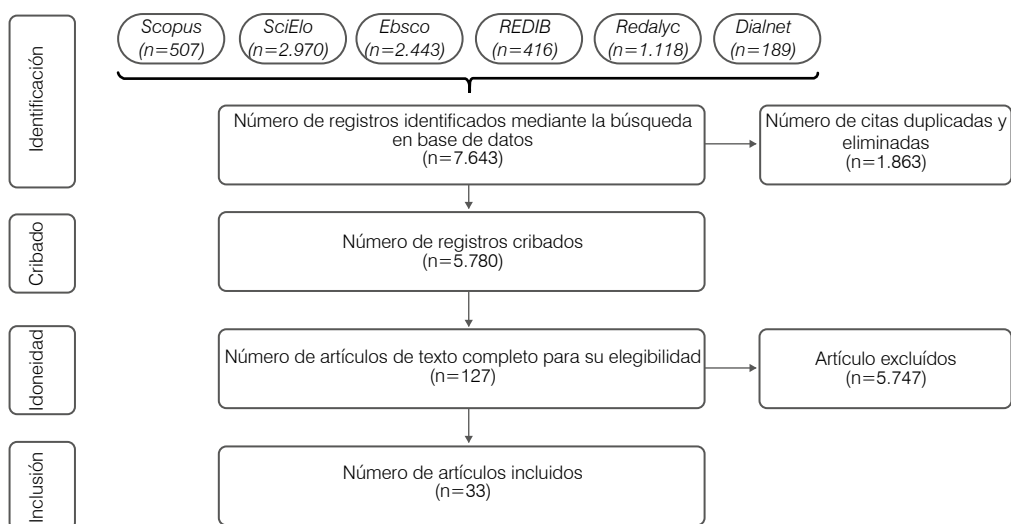 Identificación
Scopus
(n=507)
SciElo
(n=2.970)
Ebsco
(n=2.443)
REDIB
(n=416)
Redalyc
(n=1.118)
Dialnet
(n=189)
Número de registros identificados mediante la búsqueda
en base de datos
(n=7.643)
Número de citas duplicadas y
eliminadas
(n=1.863)
Cribado
Número de registros cribados
(n=5.780)
Idoneidad
Número de artículos de texto completo para su elegibilidad
(n=127)
Artículo excluídos
(n=5.747)
Inclusión
Número de artículos incluidos
(n=33)